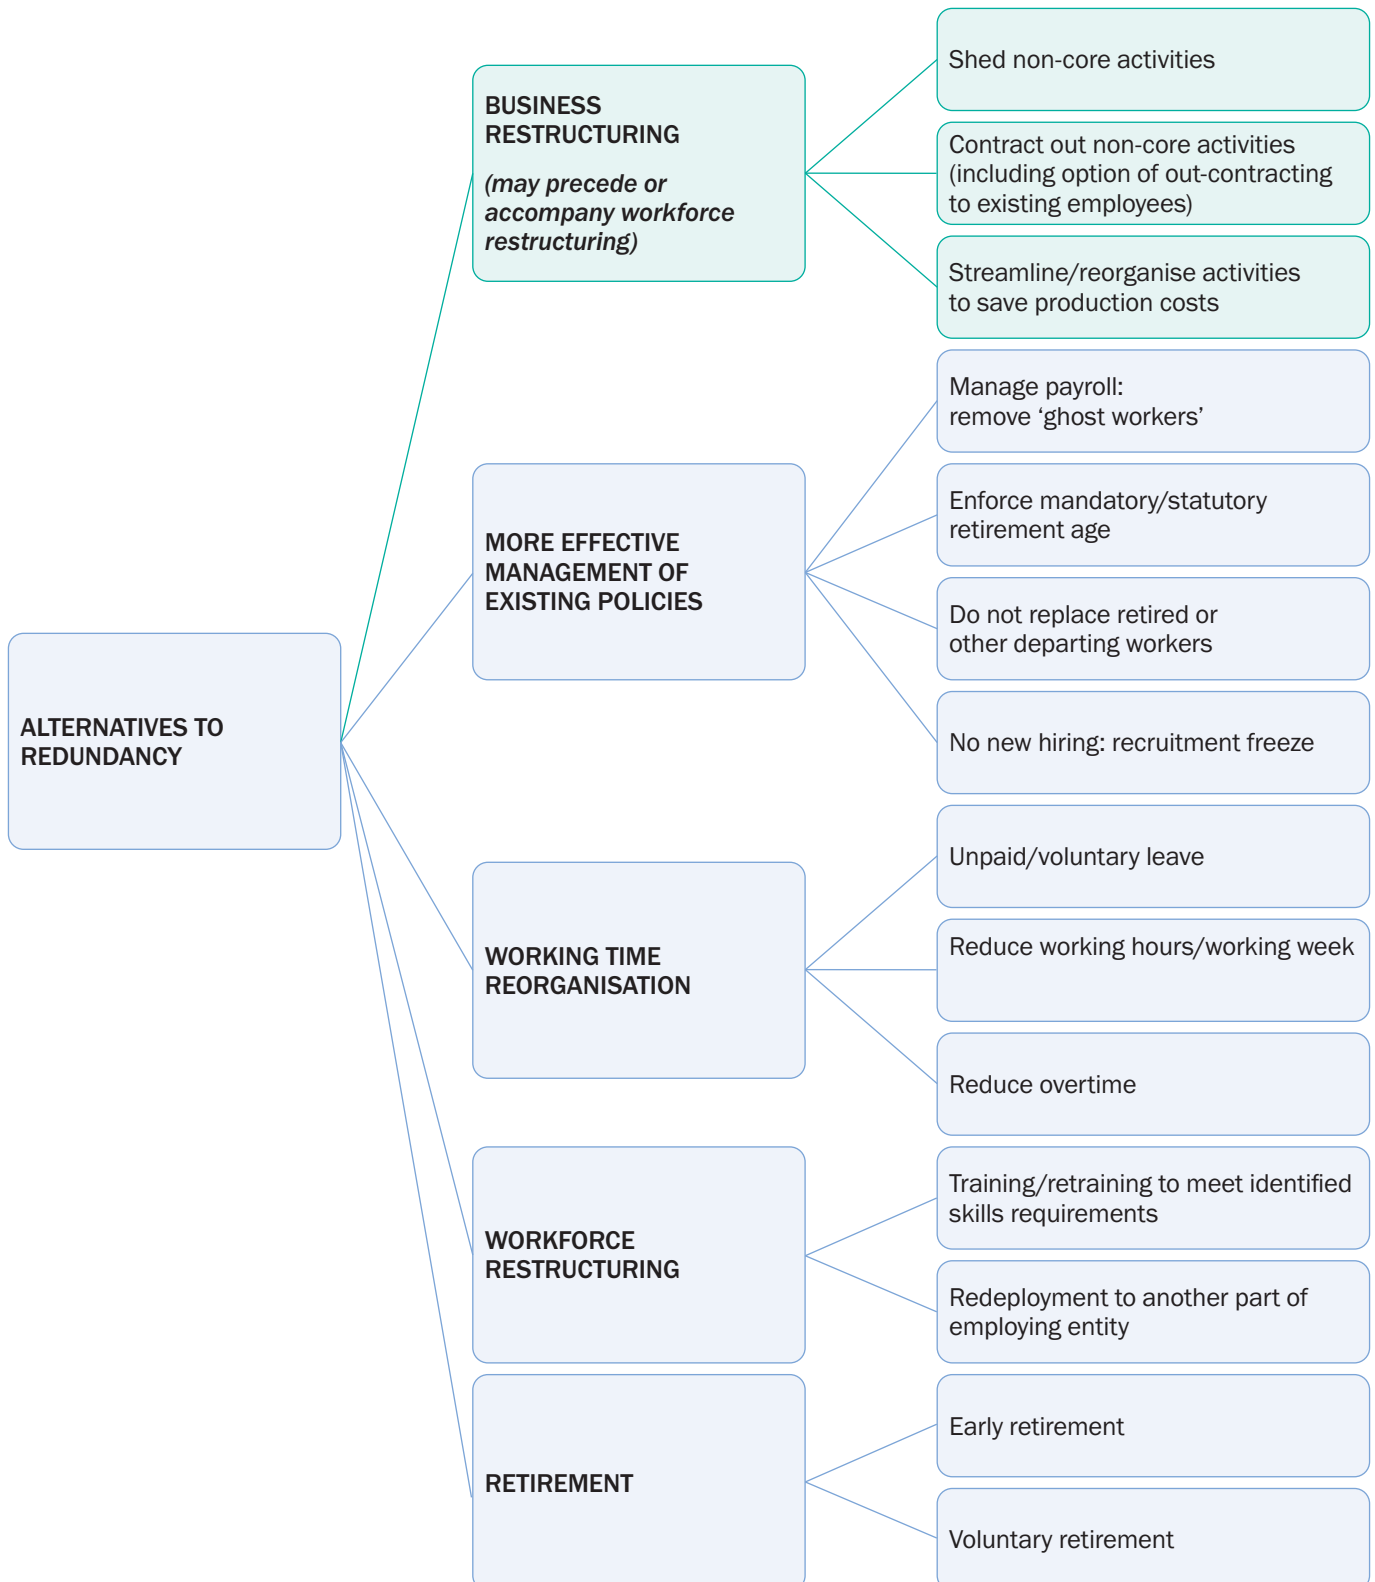 ALTERNATIVES TO
REDUNDANCY
BUSINESS
RESTRUCTURING
(may precede or
accompany workforce
restructuring)
Shed non-core activities
Contract out non-core activities
(including option of out-contracting
to existing employees)
Streamline/reorganise activities
to save production costs
MORE EFFECTIVE
MANAGEMENT OF
EXISTING POLICIES
Manage payroll:
remove ‘ghost workers’
Enforce mandatory/statutory
retirement age
Do not replace retired or
other departing workers
No new hiring: recruitment freeze
WORKING TIME
REORGANISATION
Unpaid/voluntary leave
Reduce working hours/working week
Reduce overtime
WORKFORCE
RESTRUCTURING
Training/retraining to meet identified
skills requirements
Redeployment to another part of
employing entity
RETIREMENT
Early retirement
Voluntary retirement